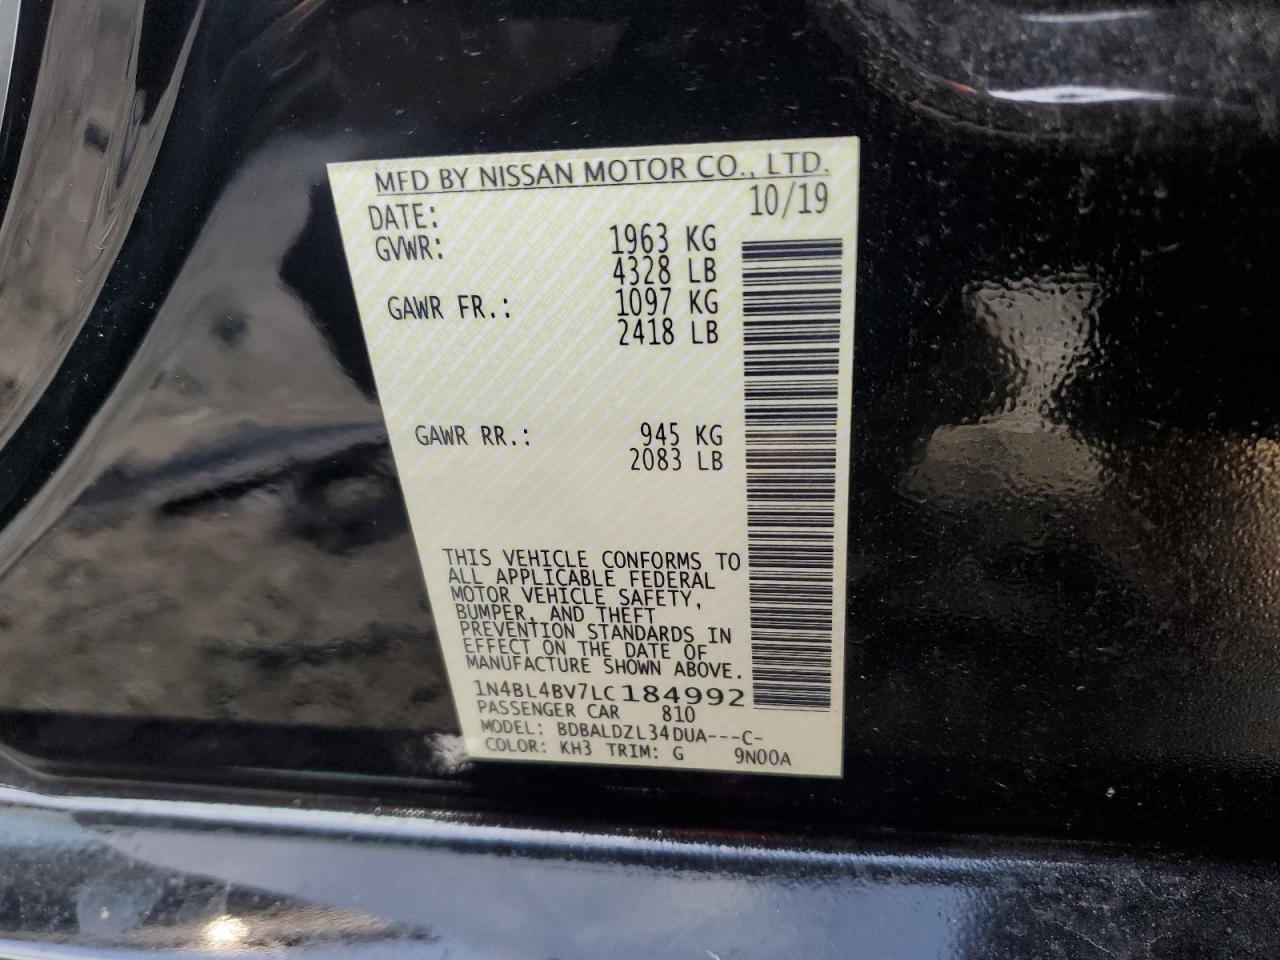 MFD BY NISSAN MOTOR CO., LTD.
DATE: 10/19
GVWR: 1963 KG
4328 LB
GAWR FR.: 1097 KG
2418 LB
GAWR RR.: 945 KG
2083 LB
THIS VEHICLE CONFORMS TO
ALL APPLICABLE FEDERAL
MOTOR VEHICLE SAFETY,
BUMPER, AND THEFT
PREVENTION STANDARDS IN
EFFECT ON THE DATE OF
MANUFACTURE SHOWN ABOVE.
1N4BL4BV7LC184992
PASSENGER CAR 810
MODEL: BDBALDZL34DUA---C-
COLOR: KH3 TRIM: G 9N00A